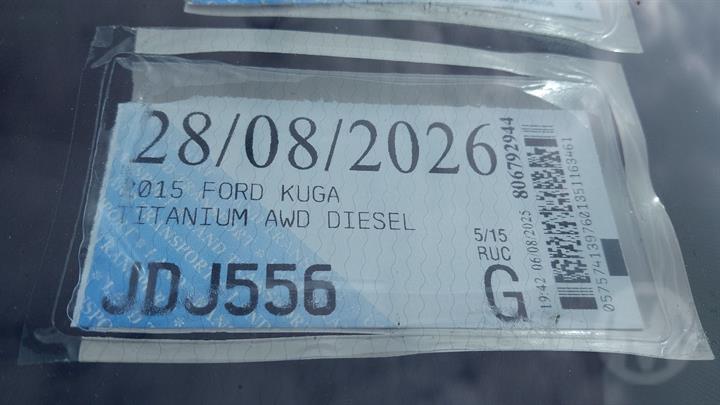 28/08/2026
2015 FORD KUGA
TITANIUM AWD DIESEL
JDJ556
5/15
RUC
G
19:42 06/08/2025 806792944